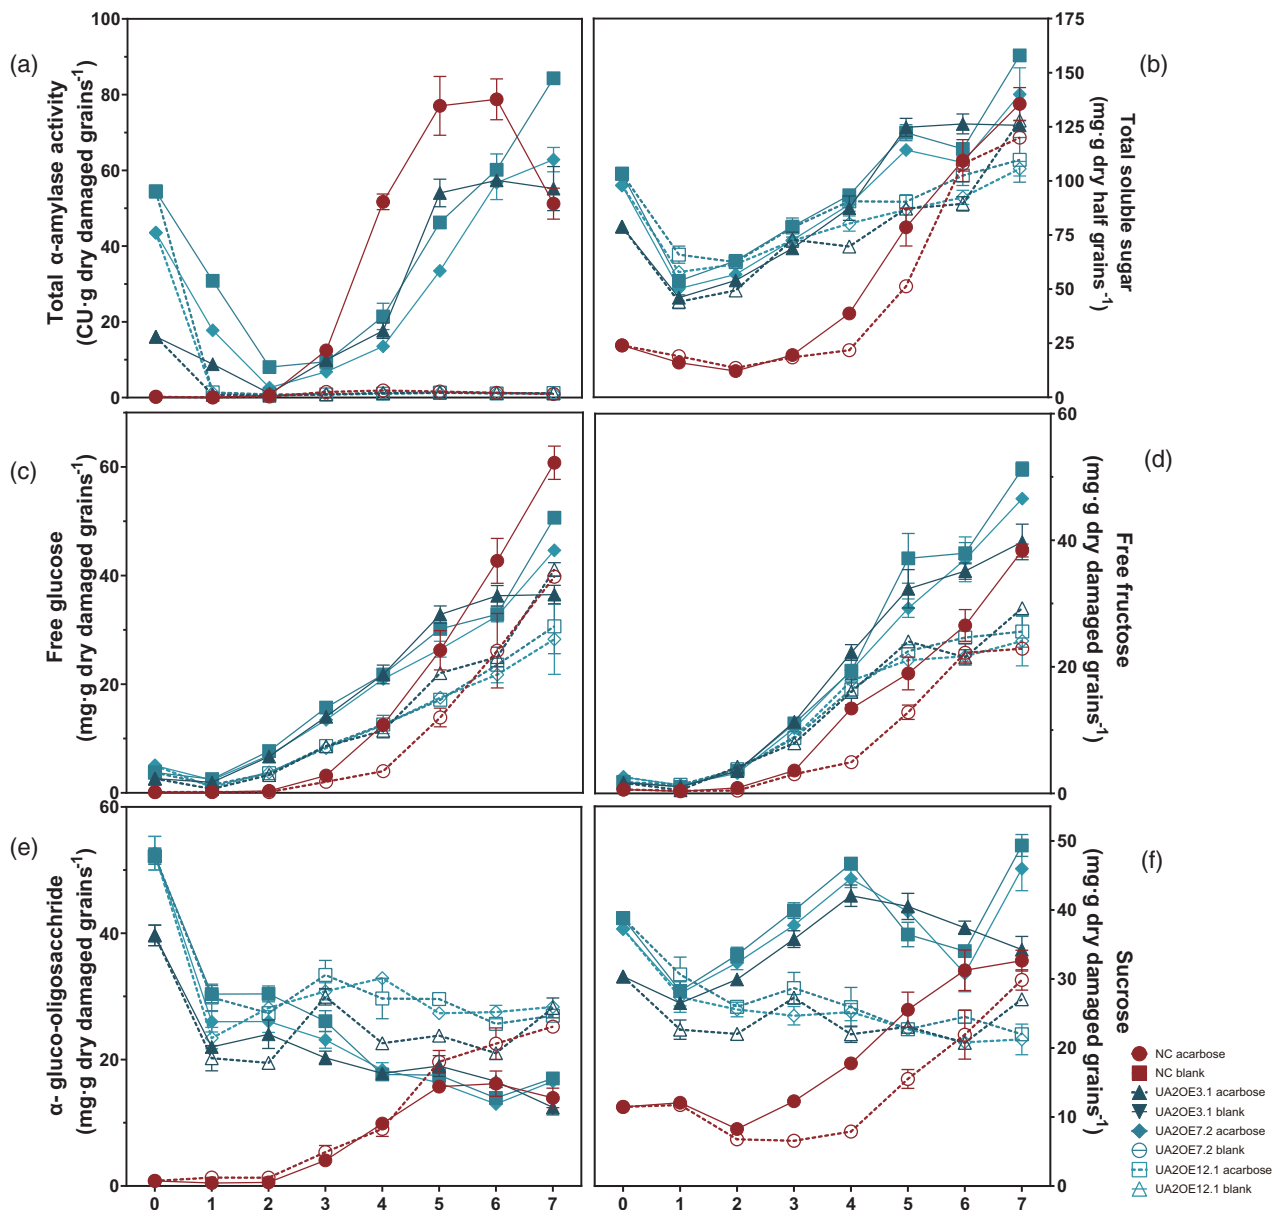 (a)
Total α-amylase activity
(CU·g dry damaged grains⁻¹)
100
80
60
40
20
0
(b)
Total soluble sugar
(mg·g dry half grains⁻¹)
175
150
125
100
75
50
25
0
(c)
Free glucose
(mg·g dry damaged grains⁻¹)
60
40
20
0
(d)
Free fructose
(mg·g dry damaged grains⁻¹)
60
40
20
0
(e)
α- gluco-oligosacchride
(mg·g dry damaged grains⁻¹)
60
40
20
0
0 1 2 3 4 5 6 7
(f)
Sucrose
(mg·g dry damaged grains⁻¹)
50
40
30
20
10
0
0 1 2 3 4 5 6 7
NC acarbose
NC blank
UA2OE3.1 acarbose
UA2OE3.1 blank
UA2OE7.2 acarbose
UA2OE7.2 blank
UA2OE12.1 acarbose
UA2OE12.1 blank